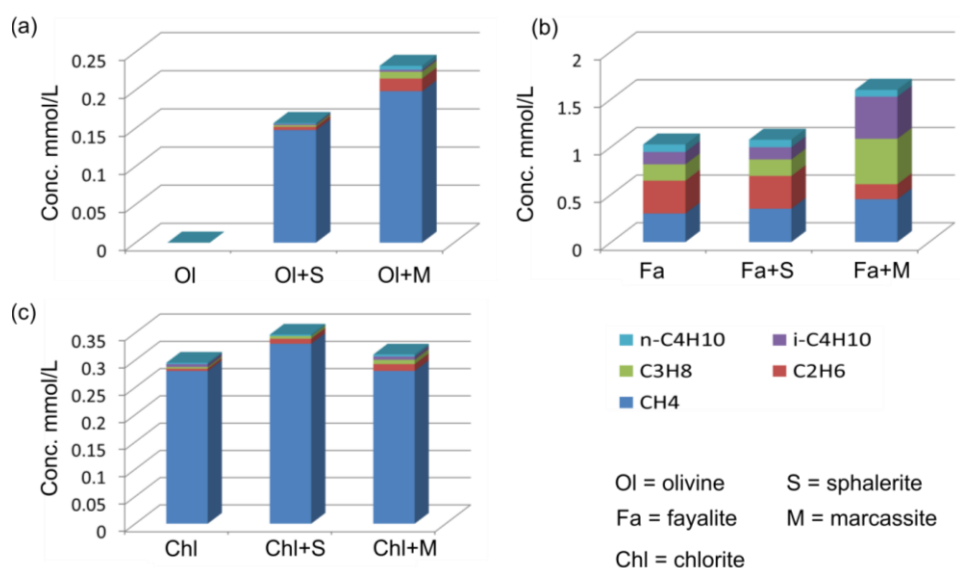 (a)
Conc. mmol/L
0.25
0.2
0.15
0.1
0.05
0
Ol Ol+S Ol+M
(b)
Conc. mmol/L
2
1.5
1
0.5
0
Fa Fa+S Fa+M
(c)
Conc. mmol/L
0.35
0.3
0.25
0.2
0.15
0.1
0.05
0
Chl Chl+S Chl+M
n-C4H10 i-C4H10
C3H8 C2H6
CH4
Ol = olivine S = sphalerite
Fa = fayalite M = marcassite
Chl = chlorite